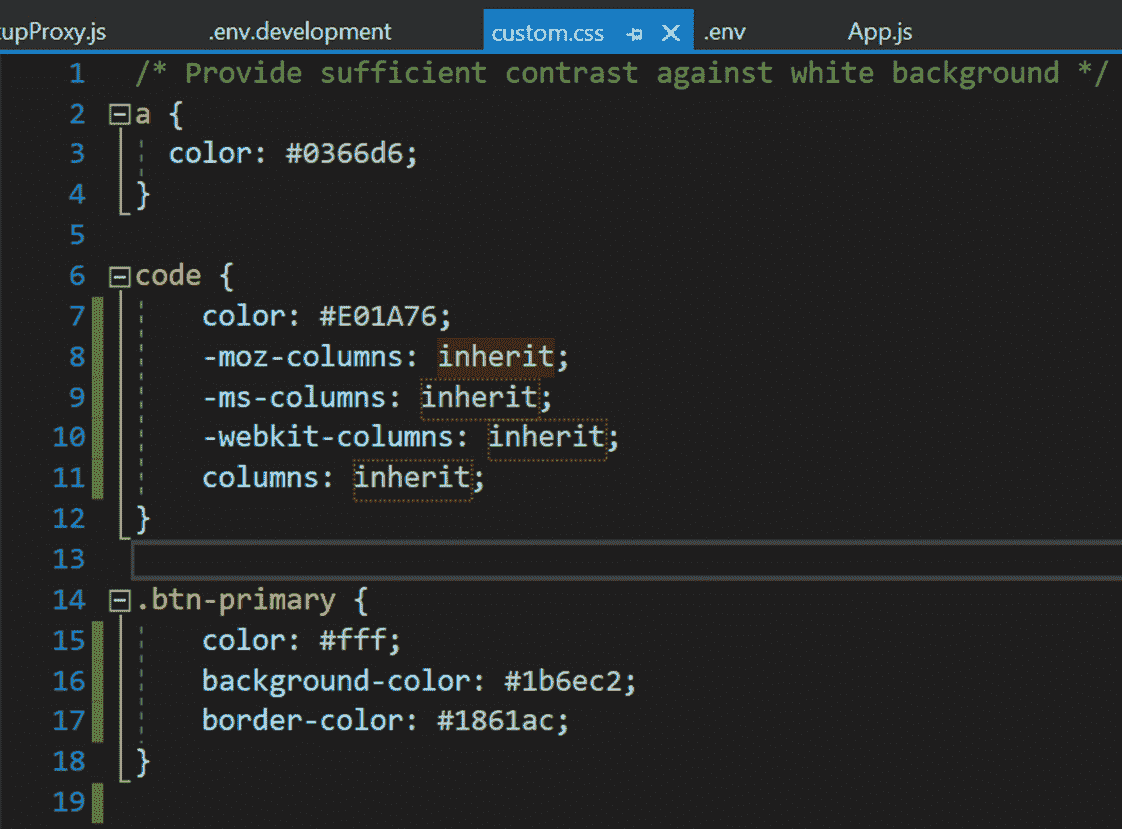 tupProxy.js .env.development custom.css .env App.js
1 /* Provide sufficient contrast against white background */
2 a {
3 color: #0366d6;
4 }
5
6 code {
7 color: #E01A76;
8 -moz-columns: inherit;
9 -ms-columns: inherit;
10 -webkit-columns: inherit;
11 columns: inherit;
12 }
13
14 .btn-primary {
15 color: #fff;
16 background-color: #1b6ec2;
17 border-color: #1861ac;
18 }
19